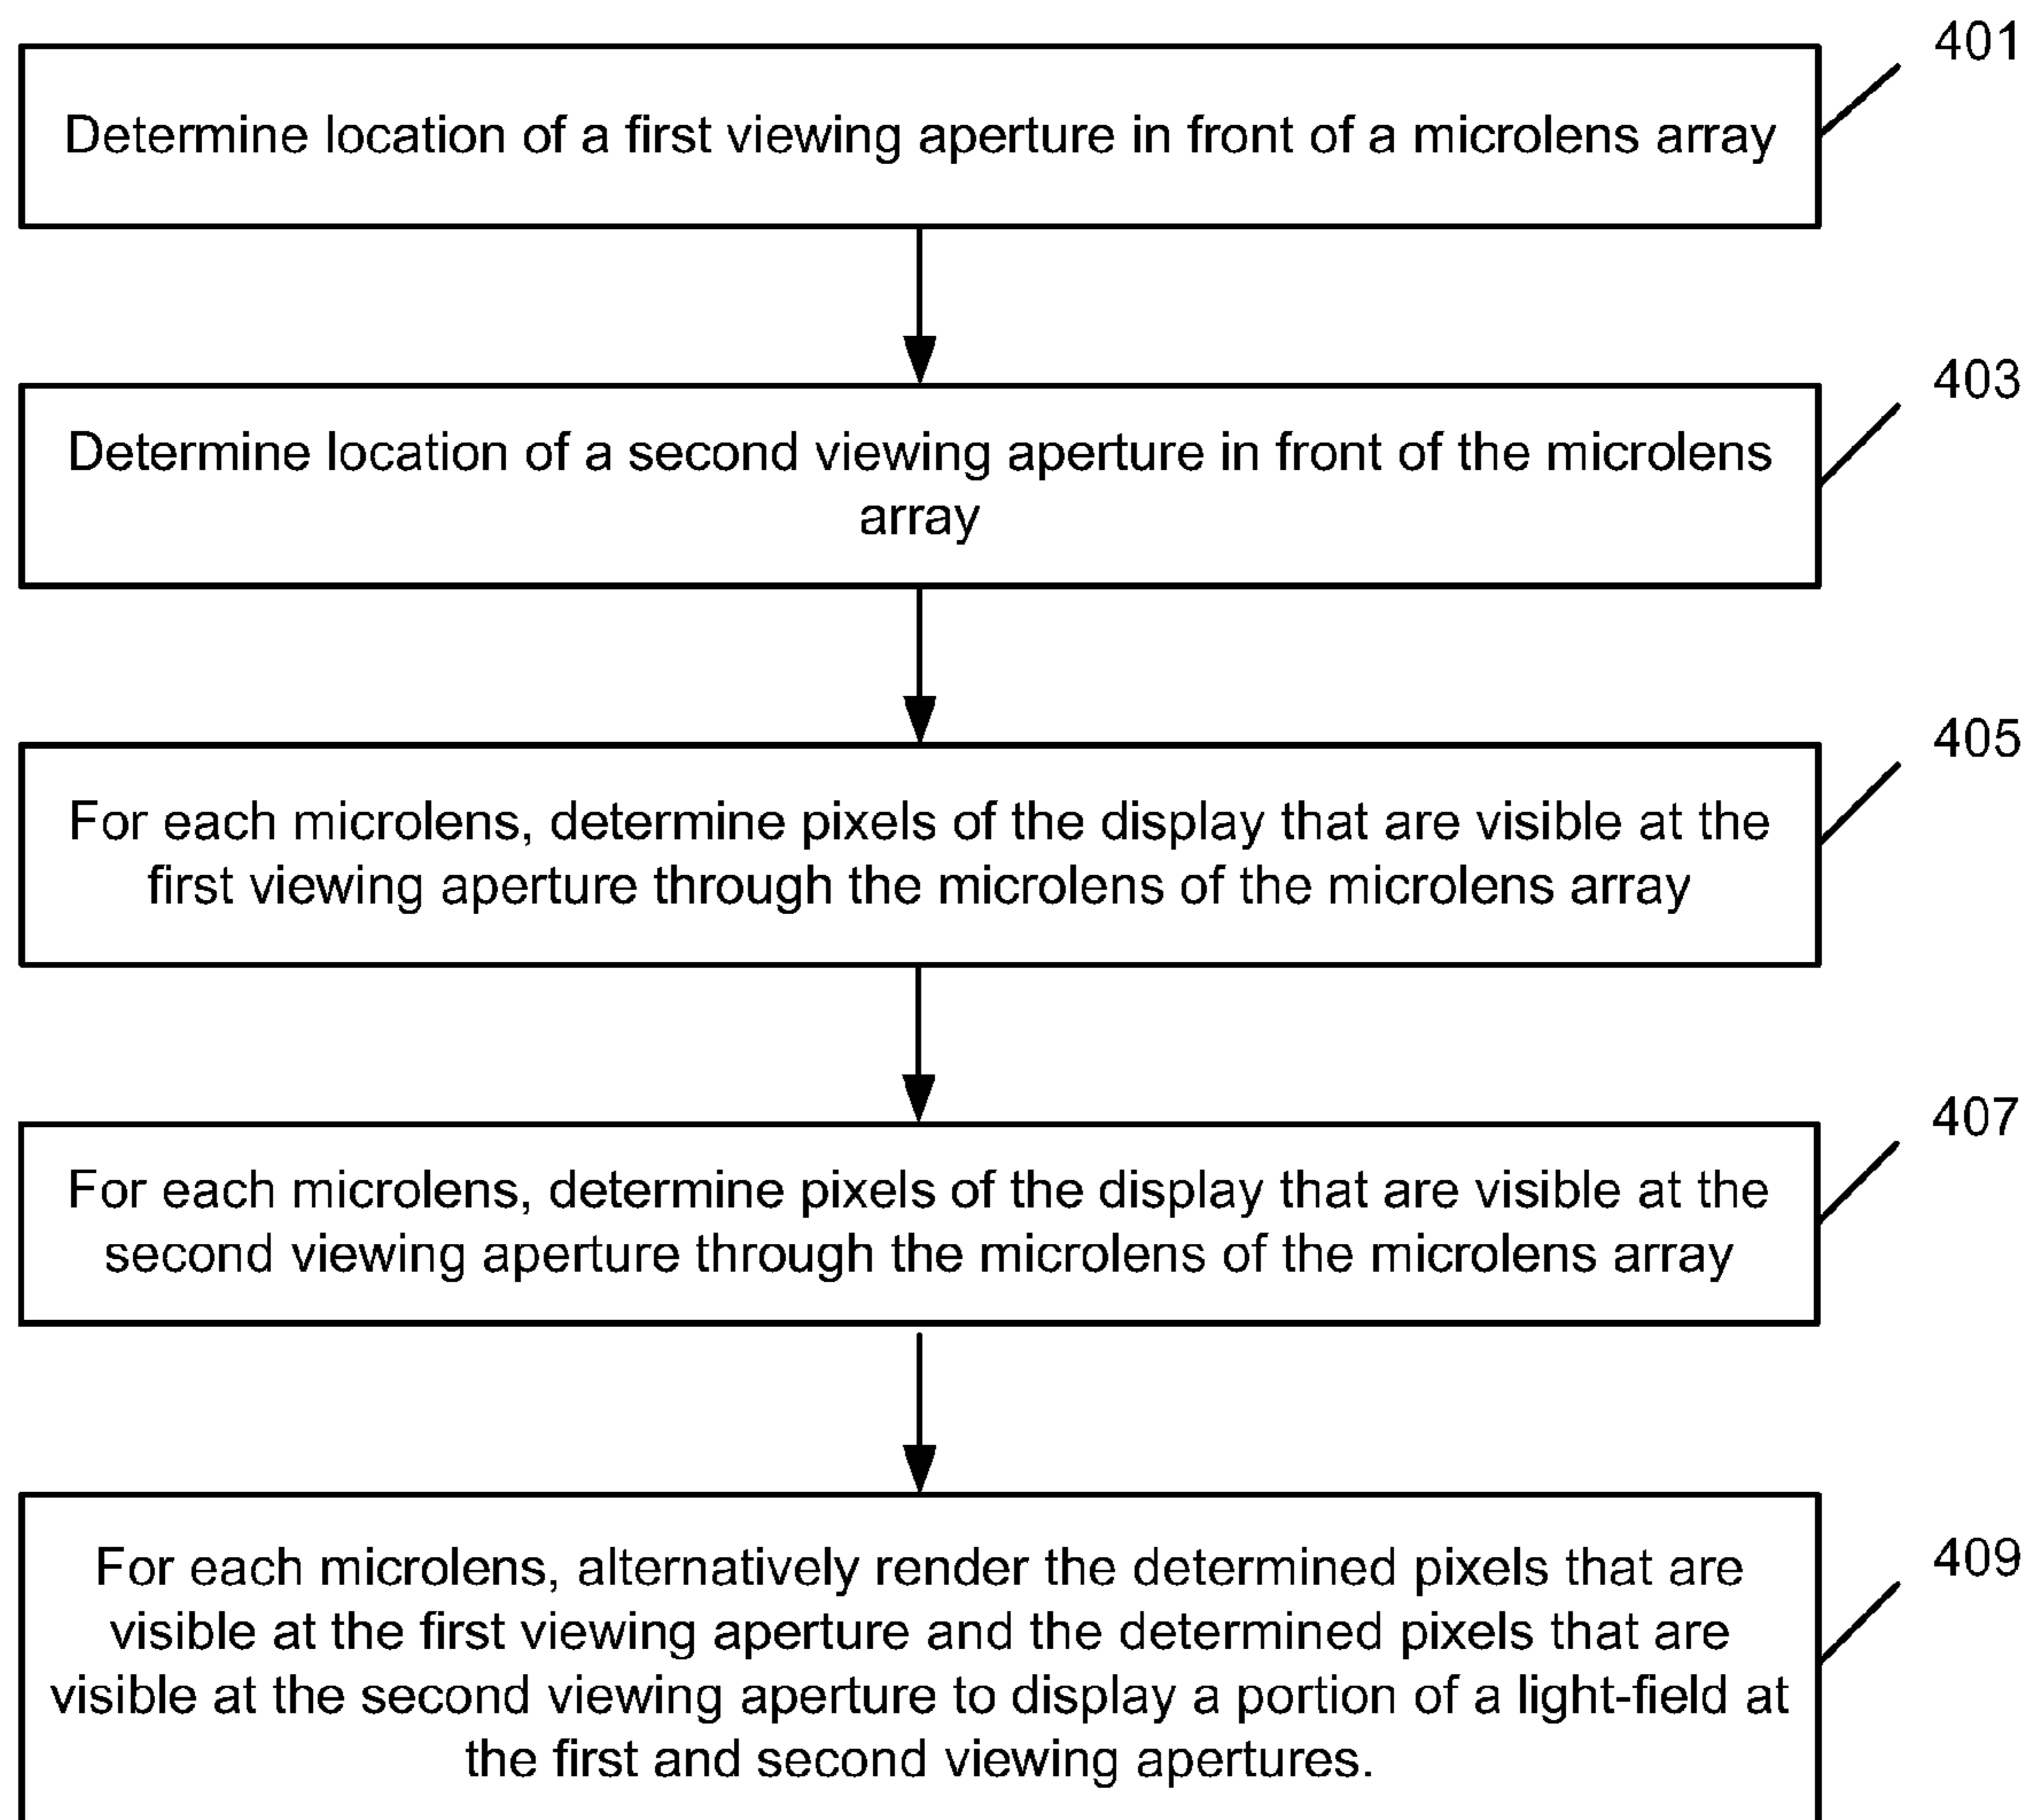 401
Determine location of a first viewing aperture in front of a microlens array
403
Determine location of a second viewing aperture in front of the microlens
array
405
For each microlens, determine pixels of the display that are visible at the
first viewing aperture through the microlens of the microlens array
407
For each microlens, determine pixels of the display that are visible at the
second viewing aperture through the microlens of the microlens array
409
For each microlens, alternatively render the determined pixels that are
visible at the first viewing aperture and the determined pixels that are
visible at the second viewing aperture to display a portion of a light-field at
the first and second viewing apertures.